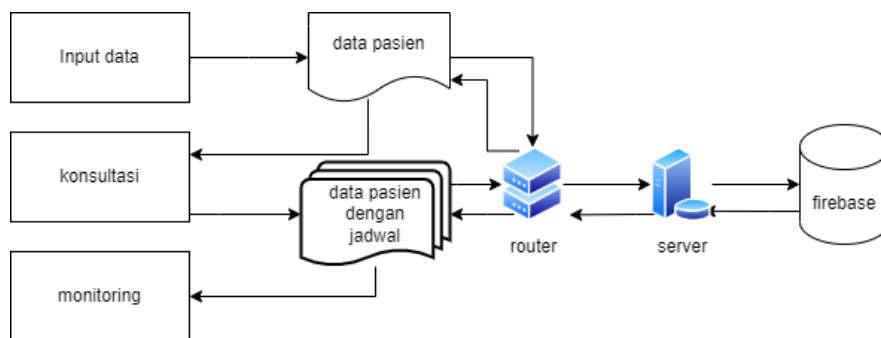 Input data
data pasien
konsultasi
data pasien
dengan
jadwal
router
server
firebase
monitoring